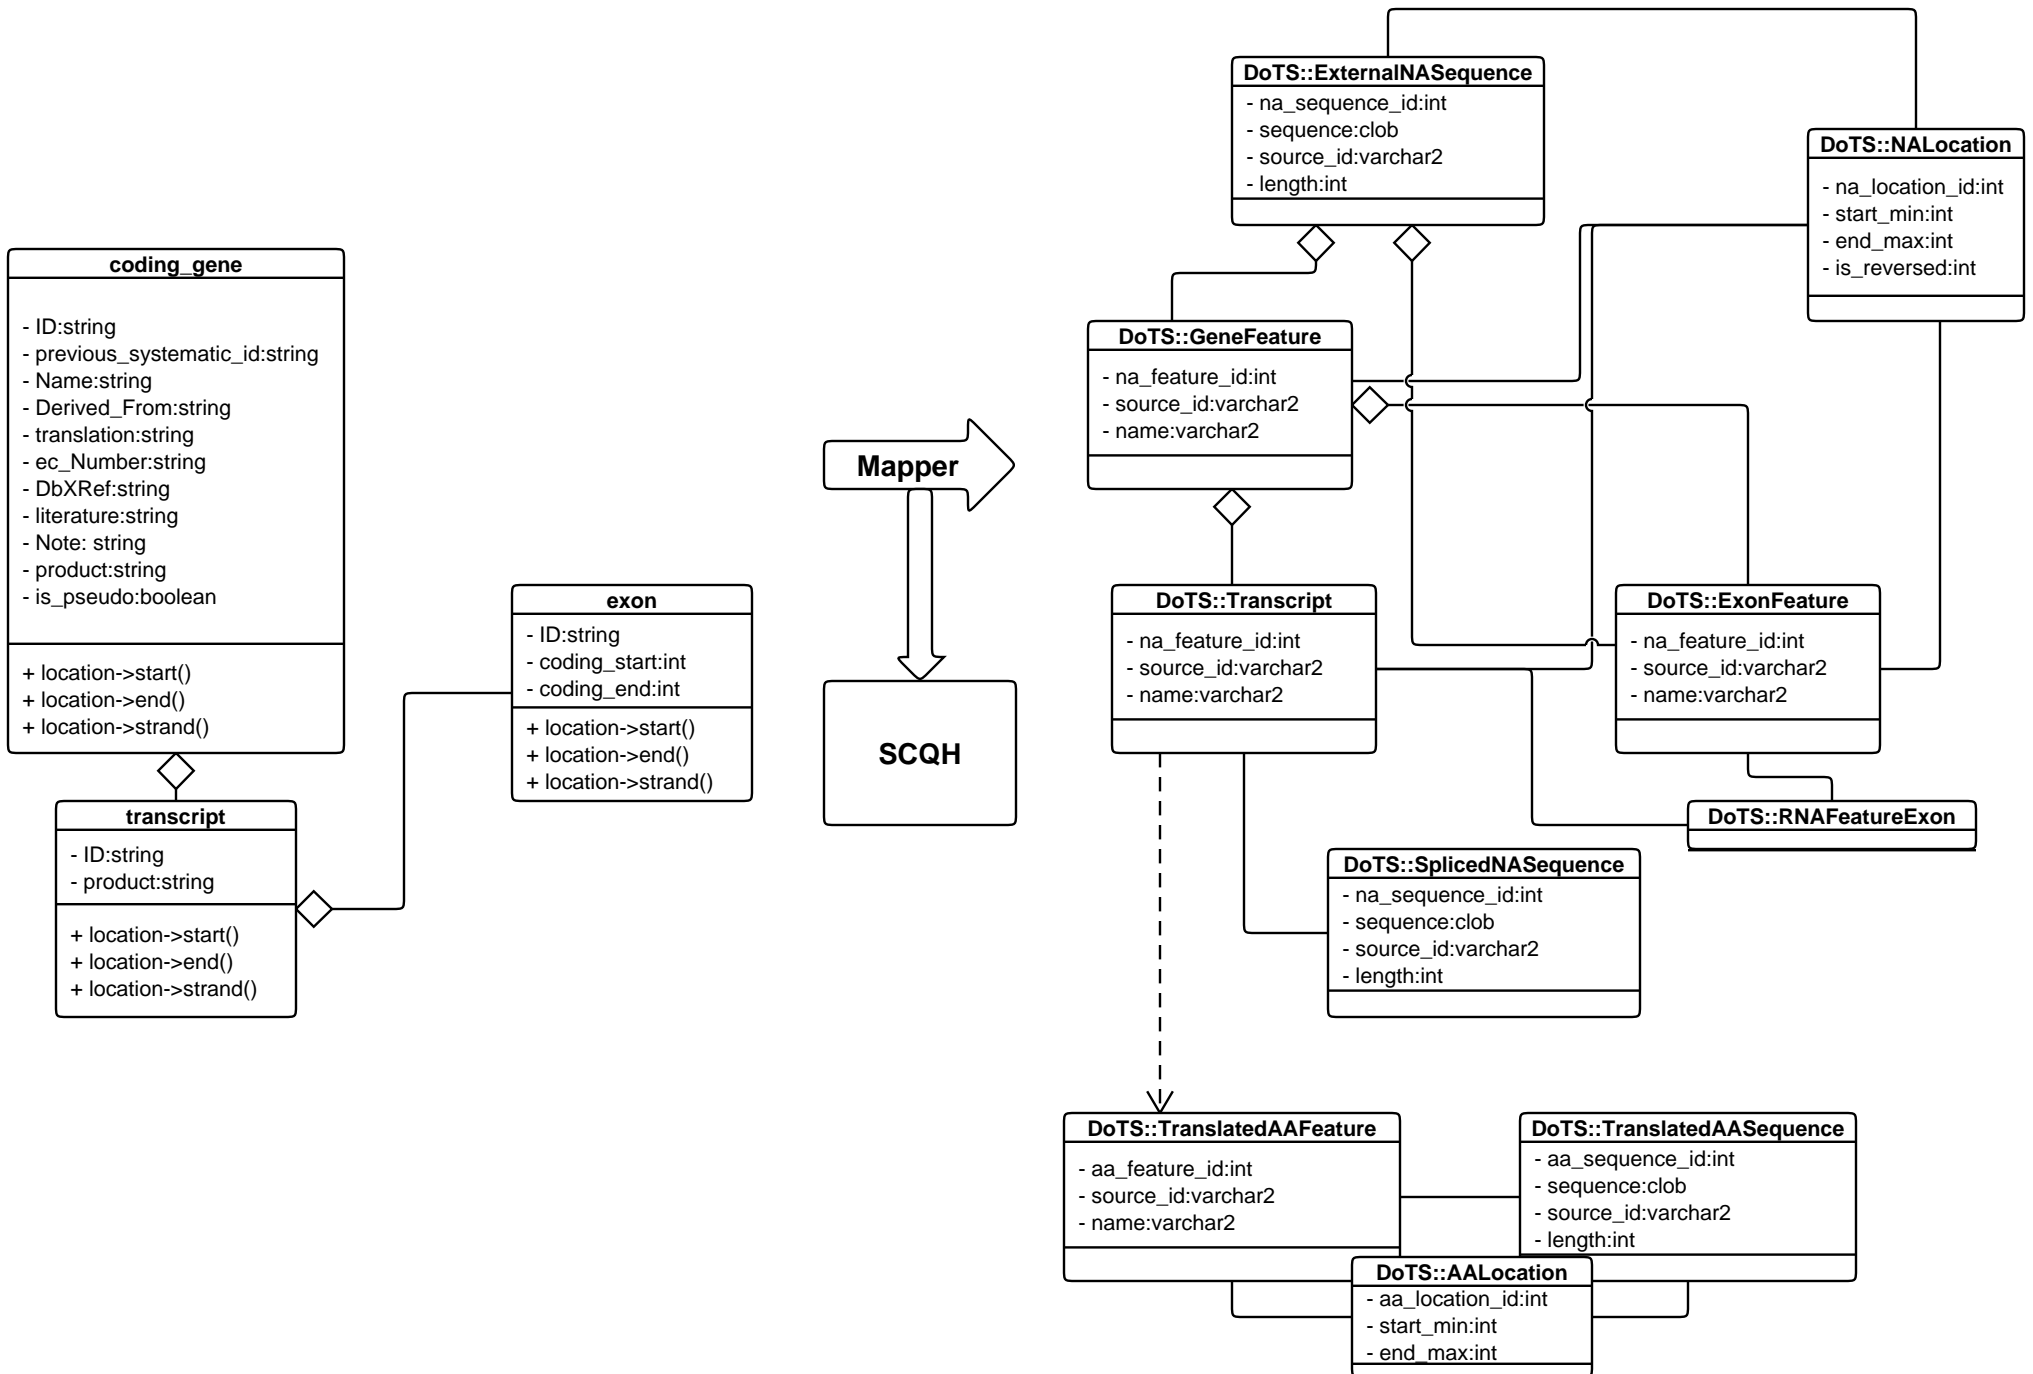 coding_gene
- ID:string
- previous_systematic_id:string
- Name:string
- Derived_From:string
- translation:string
- ec_Number:string
- DbXRef:string
- literature:string
- Note: string
- product:string
- is_pseudo:boolean
+ location->start()
+ location->end()
+ location->strand()
transcript
- ID:string
- product:string
+ location->start()
+ location->end()
+ location->strand()
exon
- ID:string
- coding_start:int
- coding_end:int
+ location->start()
+ location->end()
+ location->strand()
Mapper
SCQH
DoTS::ExternalNASequence
- na_sequence_id:int
- sequence:clob
- source_id:varchar2
- length:int
DoTS::NALocation
- na_location_id:int
- start_min:int
- end_max:int
- is_reversed:int
DoTS::GeneFeature
- na_feature_id:int
- source_id:varchar2
- name:varchar2
DoTS::Transcript
- na_feature_id:int
- source_id:varchar2
- name:varchar2
DoTS::ExonFeature
- na_feature_id:int
- source_id:varchar2
- name:varchar2
DoTS::RNAFeatureExon
DoTS::SplicedNASequence
- na_sequence_id:int
- sequence:clob
- source_id:varchar2
- length:int
DoTS::TranslatedAAFeature
- aa_feature_id:int
- source_id:varchar2
- name:varchar2
DoTS::TranslatedAASequence
- aa_sequence_id:int
- sequence:clob
- source_id:varchar2
- length:int
DoTS::AALocation
- aa_location_id:int
- start_min:int
- end_max:int